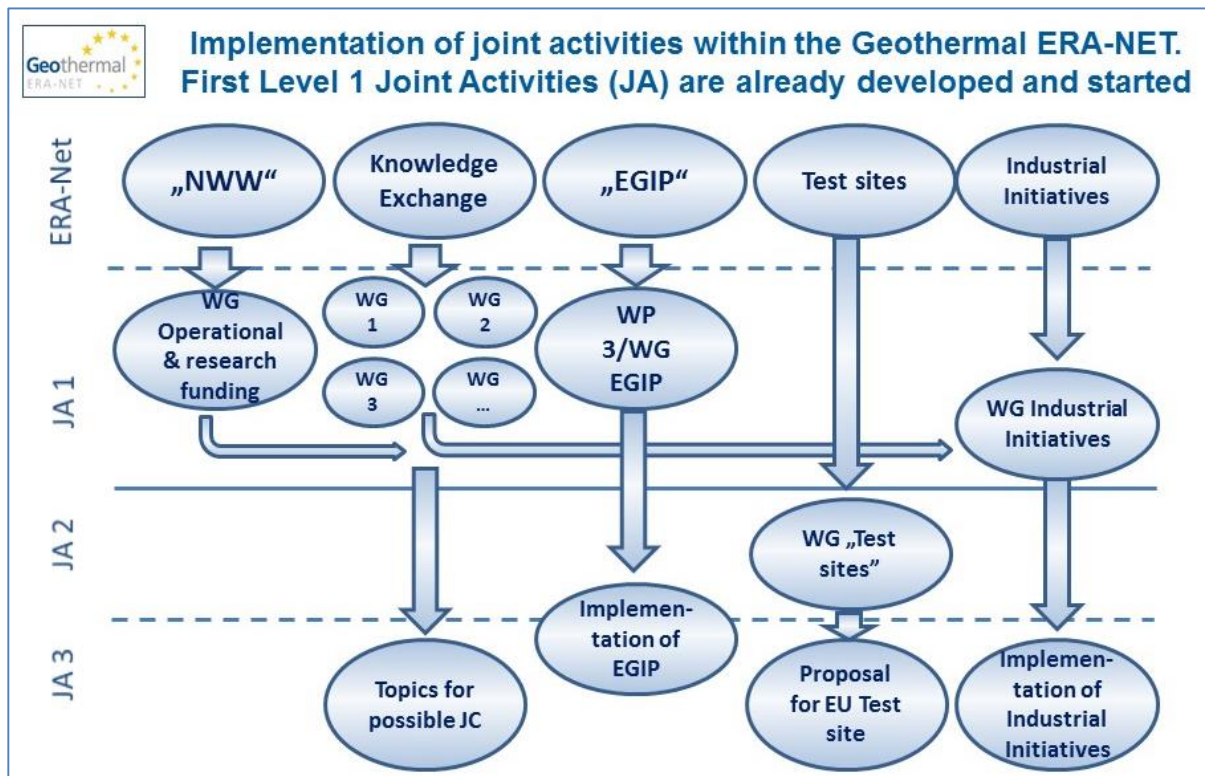 Geothermal
ERA-NET
Implementation of joint activities within the Geothermal ERA-NET.
First Level 1 Joint Activities (JA) are already developed and started
ERA-Net
„NWW“
Knowledge
Exchange
„EGIP“
Test sites
Industrial
Initiatives
JA 1
WG
Operational
& research
funding
WG
1
WG
2
WG
3
WG
...
WP
3/WG
EGIP
WG Industrial
Initiatives
JA 2
WG „Test
sites”
JA 3
Topics for
possible JC
Implemen-
tation of
EGIP
Proposal
for EU Test
site
Implemen-
tation of
Industrial
Initiatives